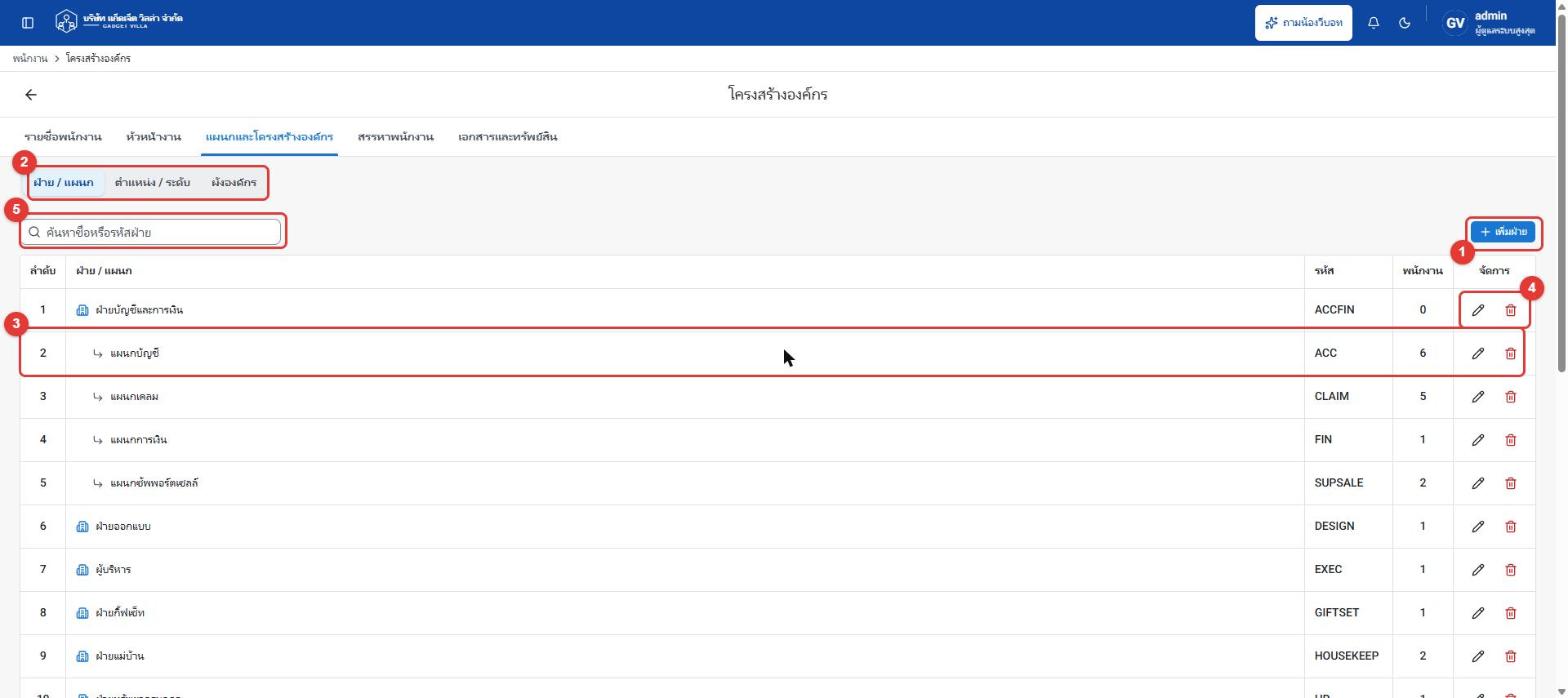 บริษัท แก็ดเจ็ต วิลล่า จำกัด
GADGET VILLA
ถามน้องวีบอท
GV
admin
ผู้ดูแลระบบสูงสุด
พนักงาน > โครงสร้างองค์กร
โครงสร้างองค์กร
รายชื่อพนักงาน หัวหน้างาน แผนกและโครงสร้างองค์กร สรรหาพนักงาน เอกสารและทรัพย์สิน
2
ฝ่าย / แผนก ตำแหน่ง / ระดับ ผังองค์กร
5
ค้นหาชื่อหรือรหัสฝ่าย
+ เพิ่มฝ่าย
1
ลำดับ ฝ่าย / แผนก รหัส พนักงาน จัดการ
4
1 ฝ่ายบัญชีและการเงิน ACCFIN 0
3
2 แผนกบัญชี ACC 6
3 แผนกเคลม CLAIM 5
4 แผนกการเงิน FIN 1
5 แผนกซัพพอร์ตเซลล์ SUPSALE 2
6 ฝ่ายออกแบบ DESIGN 1
7 ผู้บริหาร EXEC 1
8 ฝ่ายกิ๊ฟเซ็ท GIFTSET 1
9 ฝ่ายแม่บ้าน HOUSEKEEP 2